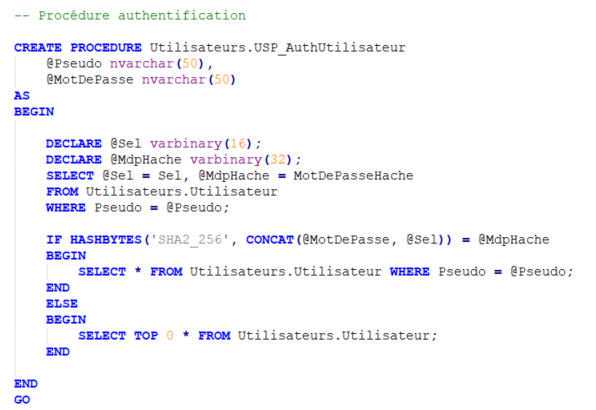 -- Procédure authentification
CREATE PROCEDURE Utilisateurs.USP_AuthUtilisateur
@Pseudo nvarchar(50),
@MotDePasse nvarchar(50)
AS
BEGIN
DECLARE @Sel varbinary(16);
DECLARE @MdpHache varbinary(32);
SELECT @Sel = Sel, @MdpHache = MotDePasseHache
FROM Utilisateurs.Utilisateur
WHERE Pseudo = @Pseudo;
IF HASHBYTES('SHA2_256', CONCAT(@MotDePasse, @Sel)) = @MdpHache
BEGIN
SELECT * FROM Utilisateurs.Utilisateur WHERE Pseudo = @Pseudo;
END
ELSE
BEGIN
SELECT TOP 0 * FROM Utilisateurs.Utilisateur;
END
END
GO